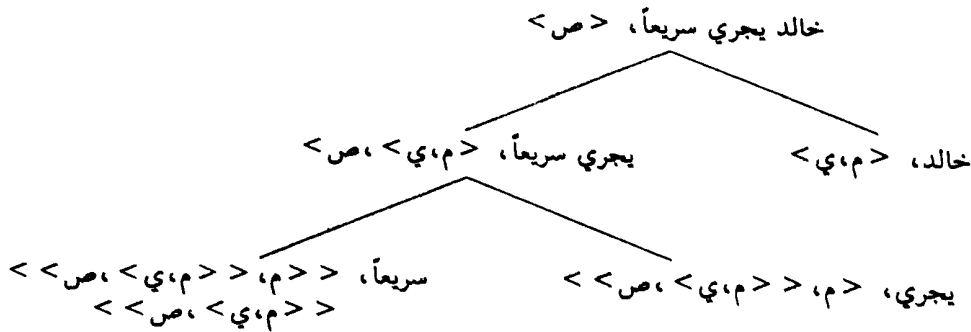 خالد يجري سريعاً، <ص>
خالد، <م،ي>
يجري سريعاً، <م،ي>، ص>
يجري، <م، <<م،ي>، ص>>
سريعاً، <<م، <<م،ي>، ص>>
<<م،ي>، ص>>